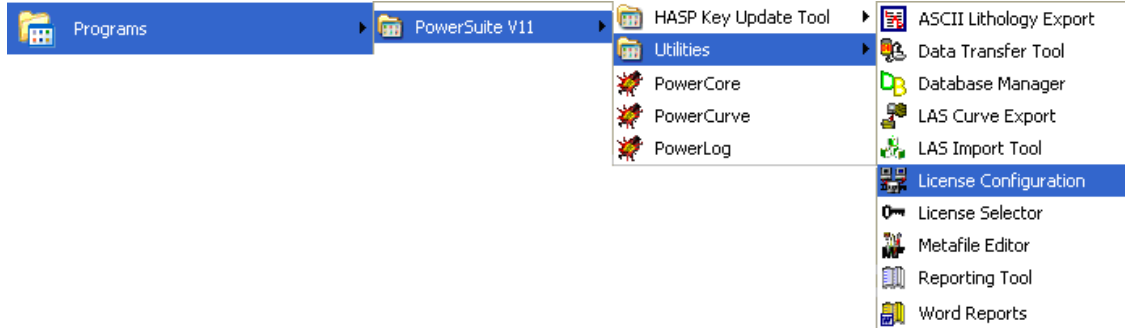 Programs
PowerSuite V11
HASP Key Update Tool
Utilities
PowerCore
PowerCurve
PowerLog
ASCII Lithology Export
Data Transfer Tool
Database Manager
LAS Curve Export
LAS Import Tool
License Configuration
License Selector
Metafile Editor
Reporting Tool
Word Reports